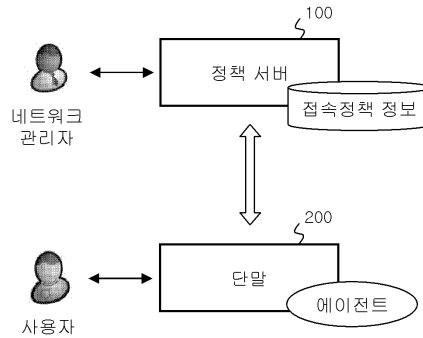 100
정책 서버
접속정책 정보
네트워크
관리자
200
단말
에이전트
사용자